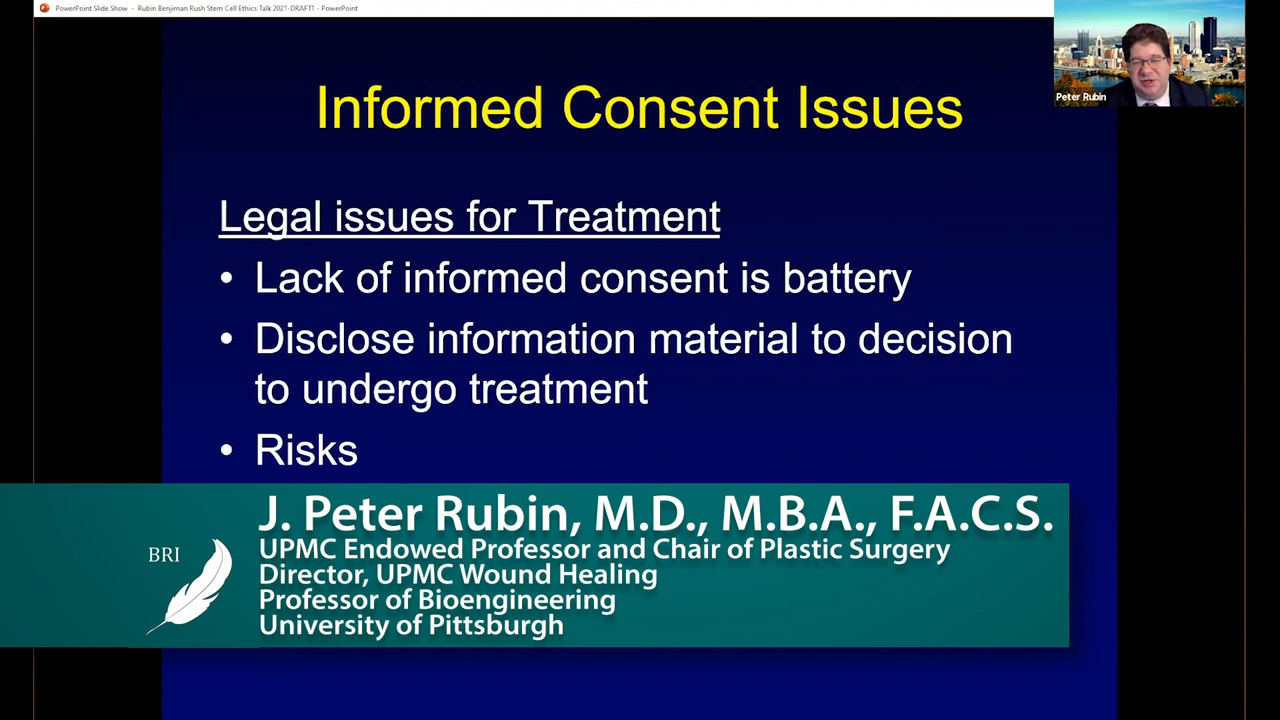 PowerPoint Slide Show - Rubin Benjiman Rush Stem Cell Ethics Talk 2021-DRAFT1 - PowerPoint
Peter Rubin
Informed Consent Issues
Legal issues for Treatment
• Lack of informed consent is battery
• Disclose information material to decision
to undergo treatment
• Risks
BRI
J. Peter Rubin, M.D., M.B.A., F.A.C.S.
UPMC Endowed Professor and Chair of Plastic Surgery
Director, UPMC Wound Healing
Professor of Bioengineering
University of Pittsburgh